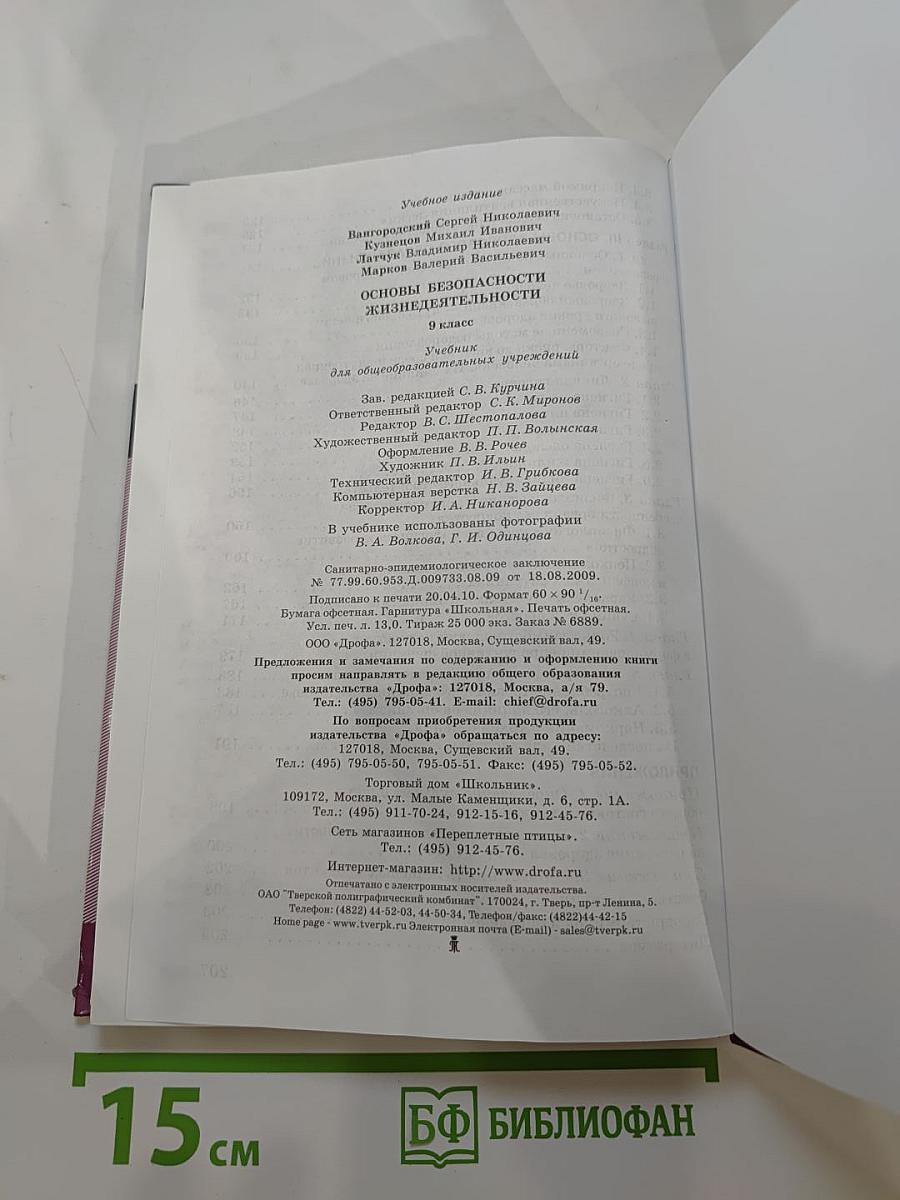 Учебное издание
Вангородский Сергей Николаевич
Кузнецов Михаил Иванович
Латчук Владимир Николаевич
Марков Валерий Васильевич
ОСНОВЫ БЕЗОПАСНОСТИ
ЖИЗНЕДЕЯТЕЛЬНОСТИ
9 класс
Учебник
для общеобразовательных учреждений
Зав. редакцией С. В. Курчина
Ответственный редактор С. К. Миронов
Редактор В. С. Шестопалова
Художественный редактор П. П. Волынская
Оформление В. В. Рочев
Художник П. В. Ильин
Технический редактор И. В. Грибкова
Компьютерная верстка Н. В. Зайцева
Корректор И. А. Никанорова
В учебнике использованы фотографии
В. А. Волкова, Г. И. Одинцова
Санитарно-эпидемиологическое заключение
№ 77.99.60.953.Д.009733.08.09 от 18.08.2009.
Подписано к печати 20.04.10. Формат 60 × 90 1/16.
Бумага офсетная. Гарнитура «Школьная». Печать офсетная.
Усл. печ. л. 13,0. Тираж 25 000 экз. Заказ № 6889.
ООО «Дрофа». 127018, Москва, Сущевский вал, 49.
Предложения и замечания по содержанию и оформлению книги
просим направлять в редакцию общего образования
издательства «Дрофа»: 127018, Москва, а/я 79.
Тел.: (495) 795-05-41. E-mail: chief@drofa.ru
По вопросам приобретения продукции
издательства «Дрофа» обращаться по адресу:
127018, Москва, Сущевский вал, 49.
Тел.: (495) 795-05-50, 795-05-51. Факс: (495) 795-05-52.
Торговый дом «Школьник».
109172, Москва, ул. Малые Каменщики, д. 6, стр. 1А.
Тел.: (495) 911-70-24, 912-15-16, 912-45-76.
Сеть магазинов «Переплетные птицы».
Тел.: (495) 912-45-76.
Интернет-магазин: http://www.drofa.ru
Отпечатано с электронных носителей издательства.
ОАО "Тверской полиграфический комбинат". 170024, г. Тверь, пр-т Ленина, 5.
Телефон: (4822) 44-52-03, 44-50-34, Телефон/факс: (4822)44-42-15
Home page - www.tverpk.ru Электронная почта (E-mail) - sales@tverpk.ru
15 см
БФ БИБЛИОФАН